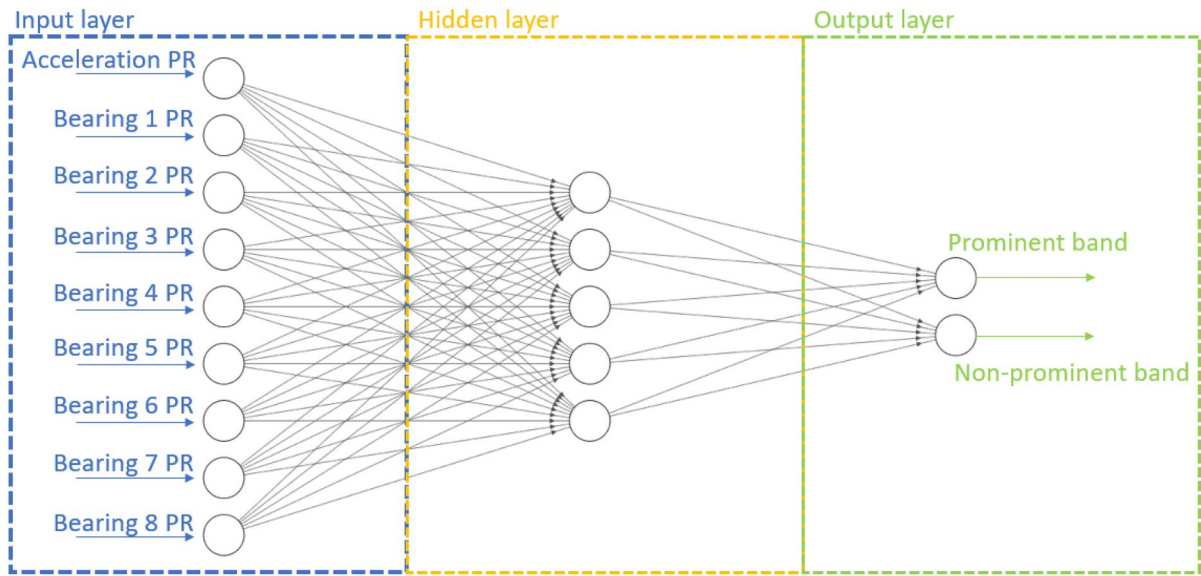 Input layer
Hidden layer
Output layer
Acceleration PR
Bearing 1 PR
Bearing 2 PR
Bearing 3 PR
Bearing 4 PR
Bearing 5 PR
Bearing 6 PR
Bearing 7 PR
Bearing 8 PR
Prominent band
Non-prominent band